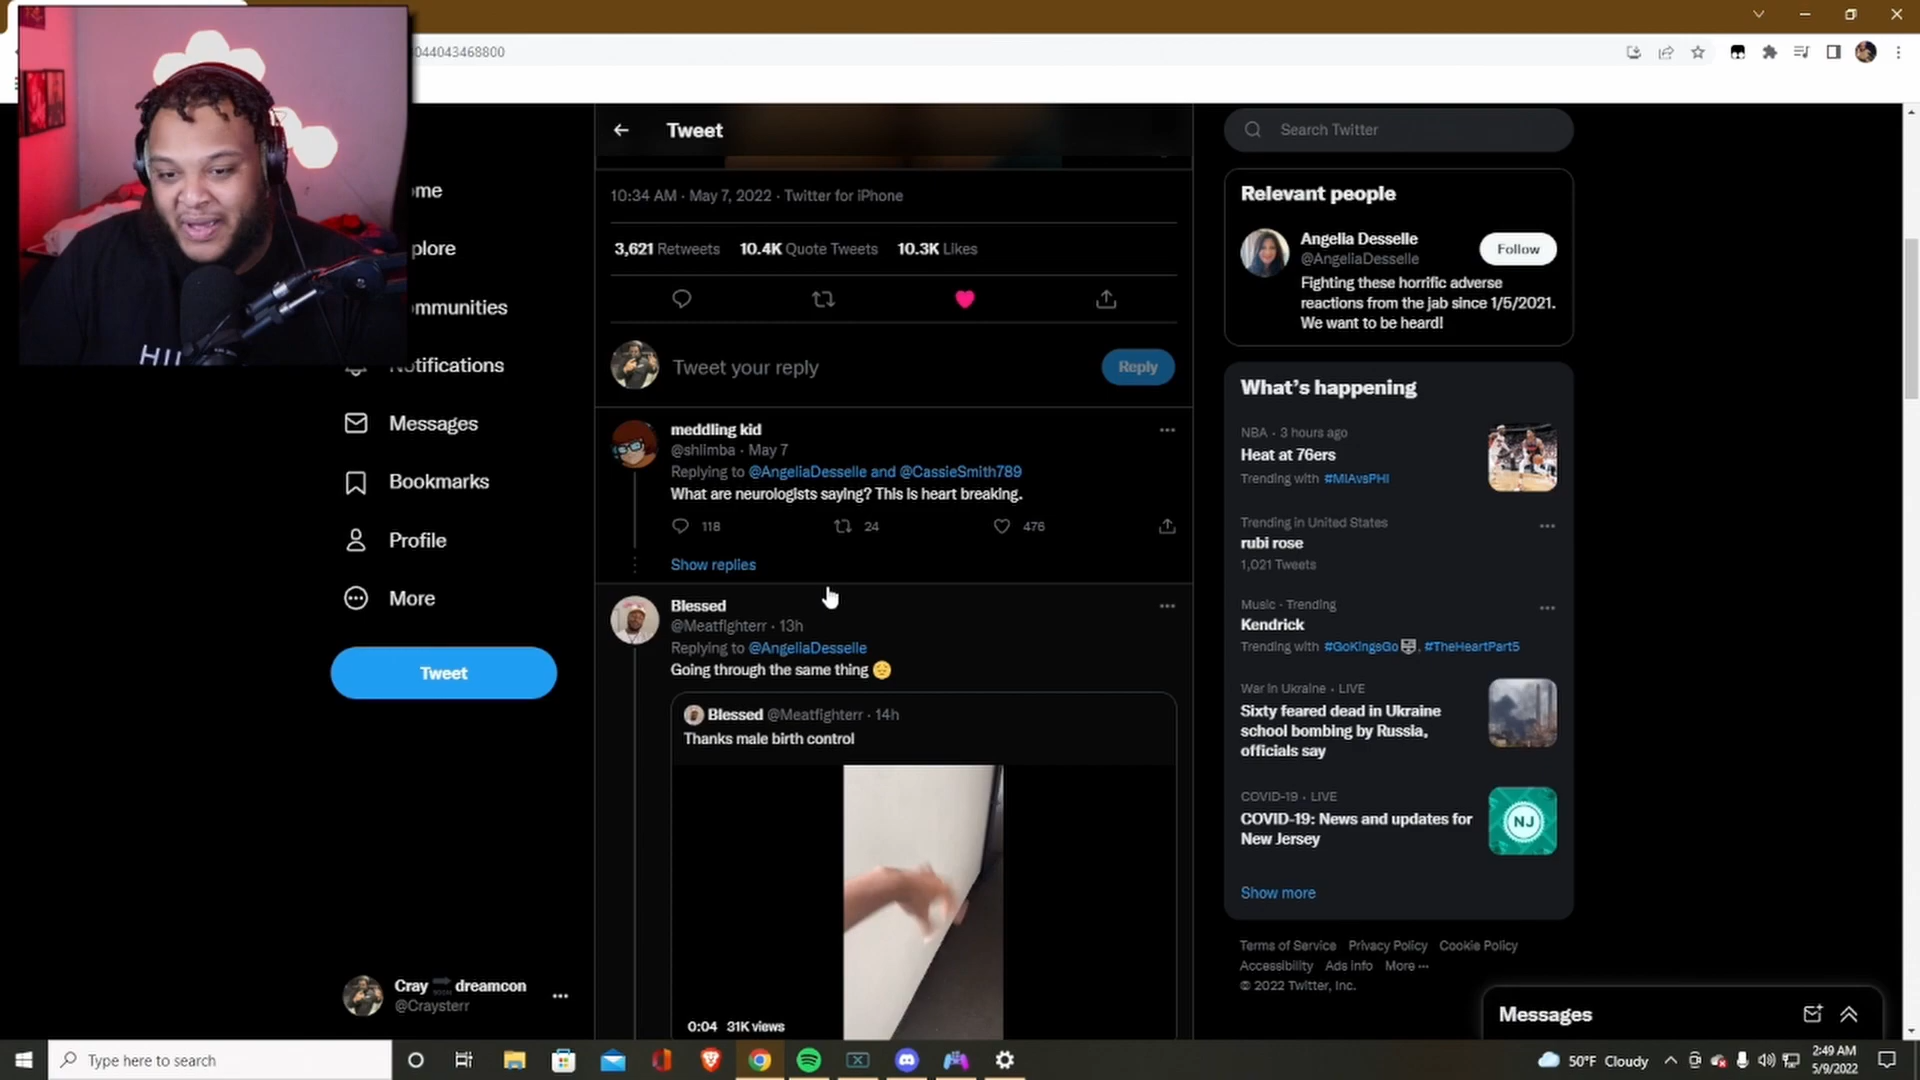 044043468800
Tweet
Search Twitter
10:34 AM · May 7, 2022 · Twitter for iPhone
3,621 Retweets 10.4K Quote Tweets 10.3K Likes
Tweet your reply
Reply
meddling kid
@shlimba · May 7
Replying to @AngeliaDesselle and @CassieSmith789
What are neurologists saying? This is heart breaking.
118 24 476
Show replies
Blessed
@Meatfighterr · 13h
Replying to @AngeliaDesselle
Going through the same thing 😔
Blessed @Meatfighterr · 14h
Thanks male birth control
0:04 31K views
ome
plore
mmunities
Notifications
Messages
Bookmarks
Profile
More
Tweet
Cray dreamcon
@Craysterr
Relevant people
Angelia Desselle
@AngeliaDesselle
Follow
Fighting these horrific adverse
reactions from the jab since 1/5/2021.
We want to be heard!
What's happening
NBA · 3 hours ago
Heat at 76ers
Trending with #MIAvsPHI
Trending in United States
rubi rose
1,021 Tweets
Music · Trending
Kendrick
Trending with #GoKingsGo, #TheHeartPart5
War in Ukraine · LIVE
Sixty feared dead in Ukraine
school bombing by Russia,
officials say
COVID-19 · LIVE
COVID-19: News and updates for
New Jersey
NJ
Show more
Terms of Service Privacy Policy Cookie Policy
Accessibility Ads info More ···
© 2022 Twitter, Inc.
Messages
Type here to search
50°F Cloudy
2:49 AM
5/9/2022